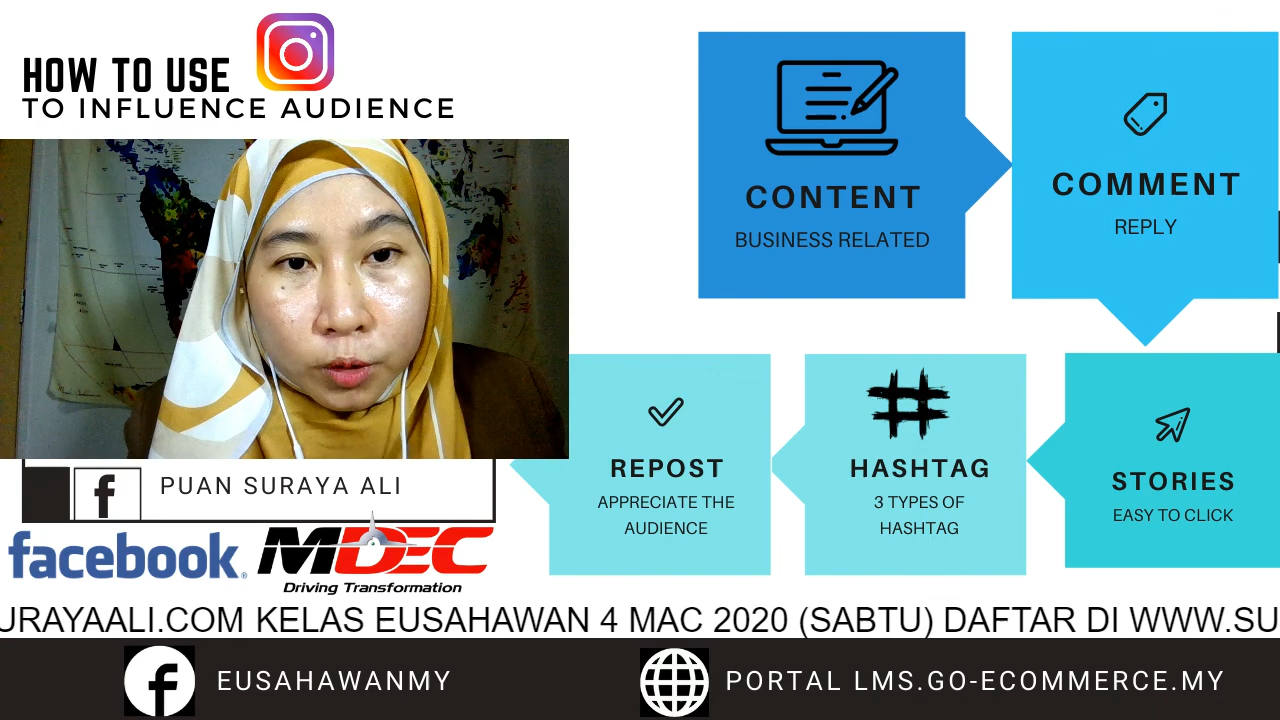 HOW TO USE
TO INFLUENCE AUDIENCE
CONTENT
BUSINESS RELATED
COMMENT
REPLY
STORIES
EASY TO CLICK
HASHTAG
3 TYPES OF
HASHTAG
REPOST
APPRECIATE THE
AUDIENCE
PUAN SURAYA ALI
facebook
MDEC
Driving Transformation
URAYAALI.COM KELAS EUSAHAWAN 4 MAC 2020 (SABTU) DAFTAR DI WWW.SU
EUSAHAWANMY
PORTAL LMS.GO-ECOMMERCE.MY